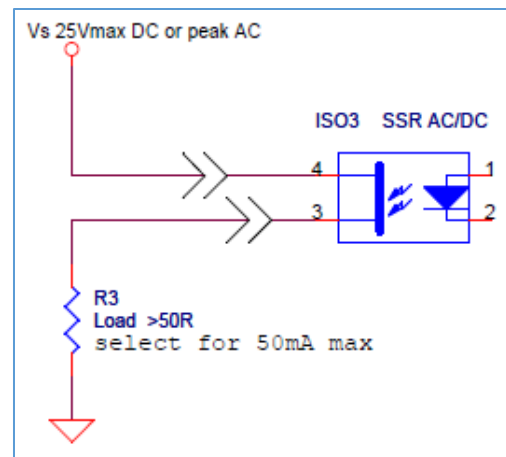 Vs 25Vmax DC or peak AC
ISO3 SSR AC/DC
4
1
3
2
R3
Load >50R
select for 50mA max